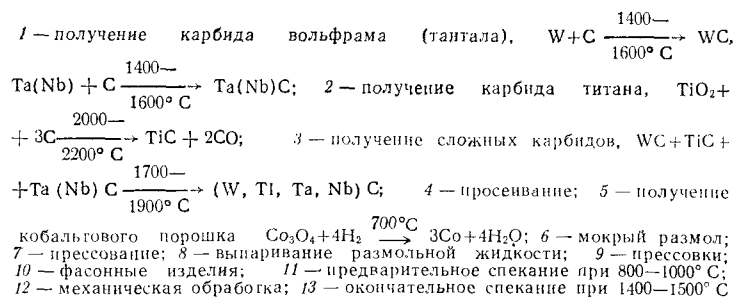 1 — получение карбида вольфрама (тантала), W+C 1400—1600° C → WC,
Ta(Nb) + C 1400—1600° C → Ta(Nb)C; 2 — получение карбида титана, TiO₂+
+ 3C 2000—2200° C → TiC + 2CO; 3 — получение сложных карбидов, WC+TiC+
+Ta (Nb) C 1700—1900° C → (W, Tl, Ta, Nb) C; 4 — просеивание; 5 — получение
кобальтового порошка Co₃O₄+4H₂ 700°C → 3Co+4H₂O; 6 — мокрый размол;
7 — прессование; 8 — выпаривание размольной жидкости; 9 — прессовки;
10 — фасонные изделия; 11 — предварительное спекание при 800—1000° C;
12 — механическая обработка; 13 — окончательное спекание при 1400—1500° C